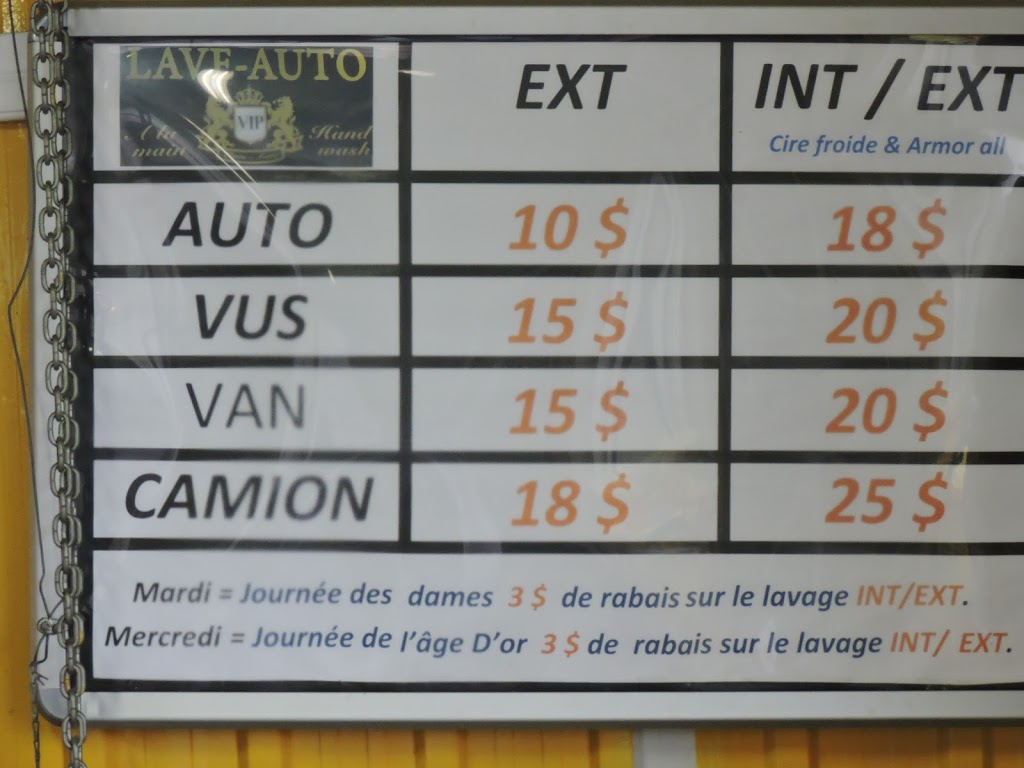 LAVE-AUTO
VIP
à la Hand
main wash
EXT
INT / EXT
Cire froide & Armor all
AUTO 10 $ 18 $
VUS 15 $ 20 $
VAN 15 $ 20 $
CAMION 18 $ 25 $
Mardi = Journée des dames 3 $ de rabais sur le lavage INT/EXT.
Mercredi = Journée de l'âge D'or 3 $ de rabais sur le lavage INT/ EXT.